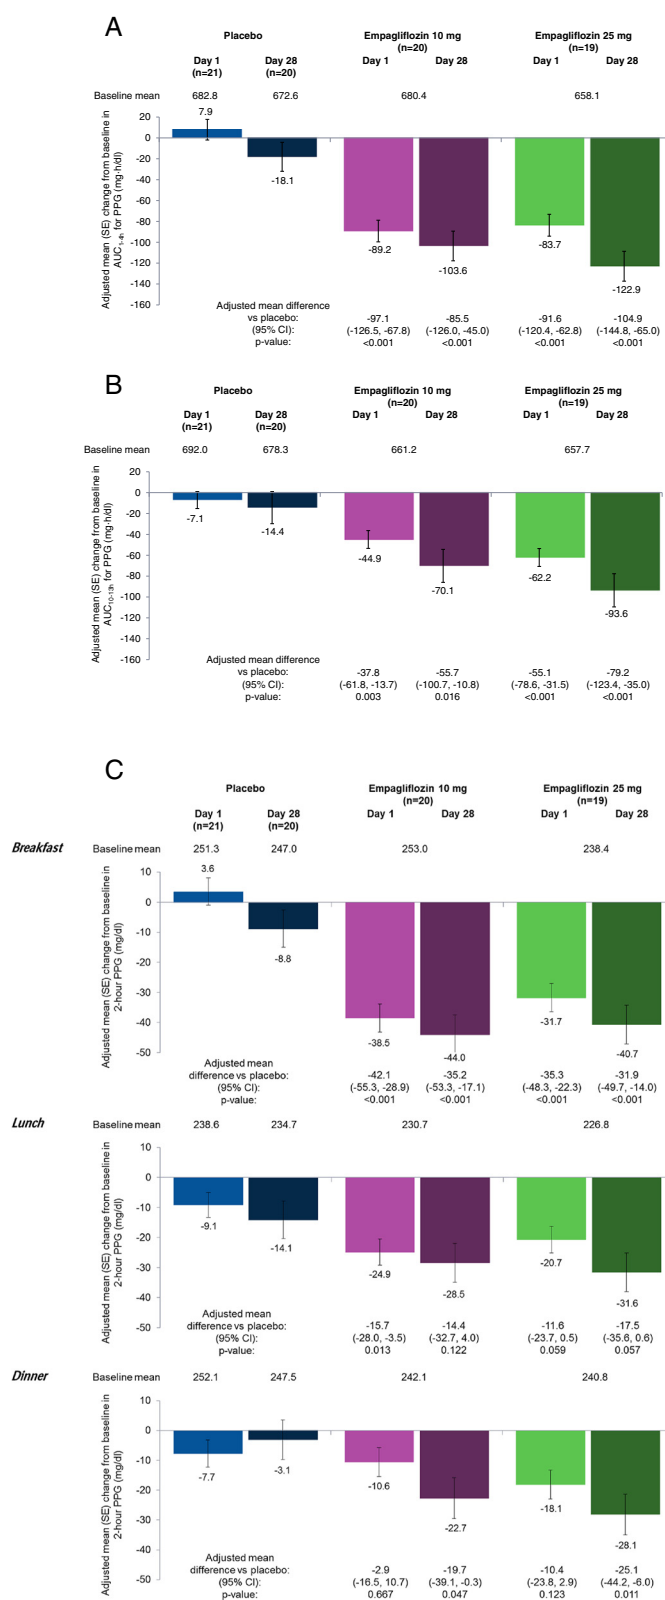 A
Placebo Empagliflozin 10 mg Empagliflozin 25 mg
(n=20) (n=19)
Day 1 Day 28 Day 1 Day 28 Day 1 Day 28
(n=21) (n=20)
Baseline mean 682.8 672.6 680.4 658.1
Adjusted mean (SE) change from baseline in
AUC1-4h for PPG (mg·h/dl)
20
0
-20
-40
-60
-80
-100
-120
-140
-160
7.9 -18.1 -89.2 -103.6 -83.7 -122.9
Adjusted mean difference
vs placebo: -97.1 -85.5 -91.6 -104.9
(95% CI): (-126.5, -67.8) (-126.0, -45.0) (-120.4, -62.8) (-144.8, -65.0)
p-value: <0.001 <0.001 <0.001 <0.001
B
Placebo Empagliflozin 10 mg Empagliflozin 25 mg
(n=20) (n=19)
Day 1 Day 28 Day 1 Day 28 Day 1 Day 28
(n=21) (n=20)
Baseline mean 692.0 678.3 661.2 657.7
Adjusted mean (SE) change from baseline in
AUC10-13h for PPG (mg·h/dl)
20
0
-20
-40
-60
-80
-100
-120
-140
-160
-7.1 -14.4 -44.9 -70.1 -62.2 -93.6
Adjusted mean difference
vs placebo: -37.8 -55.7 -55.1 -79.2
(95% CI): (-61.8, -13.7) (-100.7, -10.8) (-78.6, -31.5) (-123.4, -35.0)
p-value: 0.003 0.016 <0.001 <0.001
C
Placebo Empagliflozin 10 mg Empagliflozin 25 mg
(n=20) (n=19)
Day 1 Day 28 Day 1 Day 28 Day 1 Day 28
(n=21) (n=20)
Breakfast Baseline mean 251.3 247.0 253.0 238.4
Adjusted mean (SE) change from baseline in
2-hour PPG (mg/dl)
10
0
-10
-20
-30
-40
-50
3.6 -8.8 -38.5 -44.0 -31.7 -40.7
Adjusted mean
difference vs placebo: -42.1 -35.2 -35.3 -31.9
(95% CI): (-55.3, -28.9) (-53.3, -17.1) (-48.3, -22.3) (-49.7, -14.0)
p-value: <0.001 <0.001 <0.001 <0.001
Lunch Baseline mean 238.6 234.7 230.7 226.8
Adjusted mean (SE) change from baseline in
2-hour PPG (mg/dl)
10
0
-10
-20
-30
-40
-50
-9.1 -14.1 -24.9 -28.5 -20.7 -31.6
Adjusted mean
difference vs placebo: -15.7 -14.4 -11.6 -17.5
(95% CI): (-28.0, -3.5) (-32.7, 4.0) (-23.7, 0.5) (-35.6, 0.6)
p-value: 0.013 0.122 0.059 0.057
Dinner Baseline mean 252.1 247.5 242.1 240.8
Adjusted mean (SE) change from baseline in
2-hour PPG (mg/dl)
10
0
-10
-20
-30
-40
-50
-7.7 -3.1 -10.6 -22.7 -18.1 -28.1
Adjusted mean
difference vs placebo: -2.9 -19.7 -10.4 -25.1
(95% CI): (-16.5, 10.7) (-39.1, -0.3) (-23.8, 2.9) (-44.2, -6.0)
p-value: 0.667 0.047 0.123 0.011